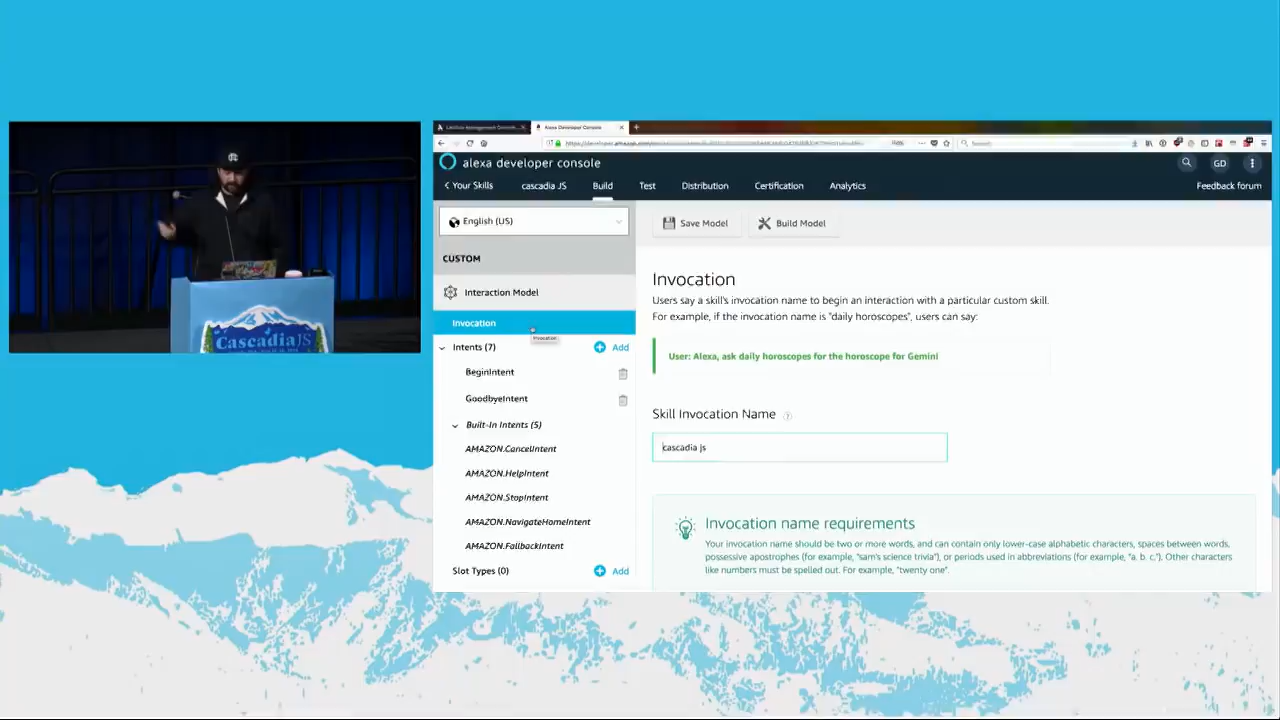 CascadiaJS
Alexa Developer Console
alexa developer console
GD
Your Skills
cascadia JS
Build
Test
Distribution
Certification
Analytics
Feedback forum
English (US)
Save Model
Build Model
CUSTOM
Interaction Model
Invocation
Invocation
Intents (7)
Add
BeginIntent
GoodbyeIntent
Built-In Intents (5)
AMAZON.CancelIntent
AMAZON.HelpIntent
AMAZON.StopIntent
AMAZON.NavigateHomeIntent
AMAZON.FallbackIntent
Slot Types (0)
Add
Invocation
Users say a skill's invocation name to begin an interaction with a particular custom skill.
For example, if the invocation name is "daily horoscopes", users can say:
User: Alexa, ask daily horoscopes for the horoscope for Gemini
Skill Invocation Name
cascadia js
Invocation name requirements
Your invocation name should be two or more words, and can contain only lower-case alphabetic characters, spaces between words,
possessive apostrophes (for example, "sam's science trivia"), or periods used in abbreviations (for example, "a. b. c."). Other characters
like numbers must be spelled out. For example, "twenty one".